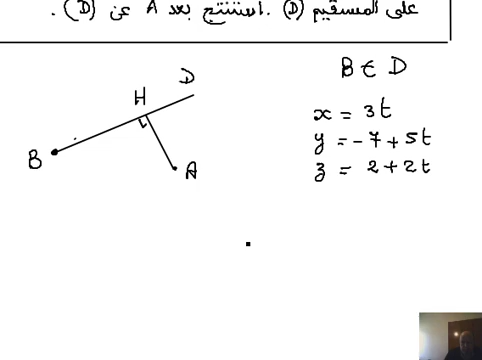 على المستقيم (D). استنتج بعد A عن (D).
B ∈ D
D
H
x = 3t
y = -7 + 5t
B
A
z = 2 + 2t